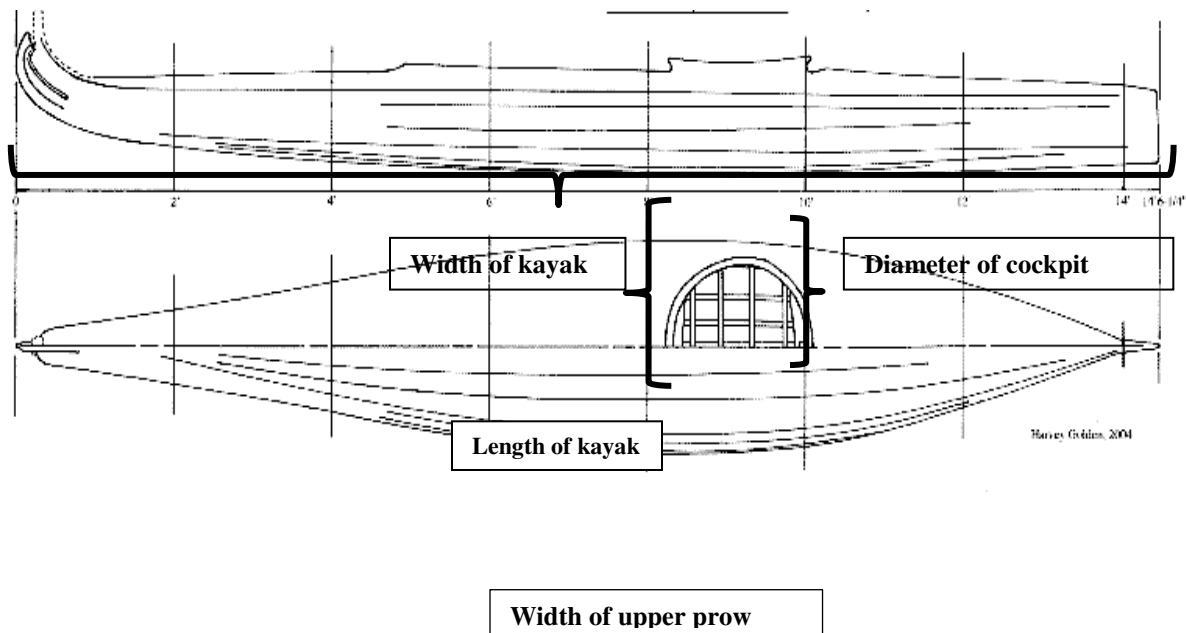 0 2' 4' 6' 8' 10' 12' 14'
Width of kayak
Diameter of cockpit
Length of kayak
Harvey Golden, 2004
Width of upper prow